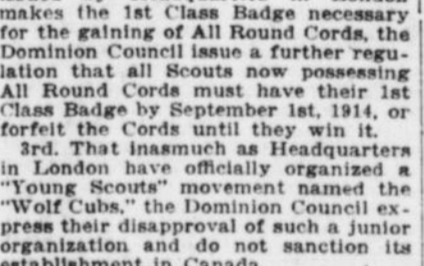 makes the 1st Class Badge necessary
for the gaining of All Round Cords, the
Dominion Council issue a further regu-
lation that all Scouts now possessing
All Round Cords must have their 1st
Class Badge by September 1st, 1914, or
forfeit the Cords until they win it.
3rd. That inasmuch as Headquarters
in London have officially organized a
"Young Scouts" movement named the
"Wolf Cubs," the Dominion Council ex-
press their disapproval of such a junior
organization and do not sanction its
establishment in Canada